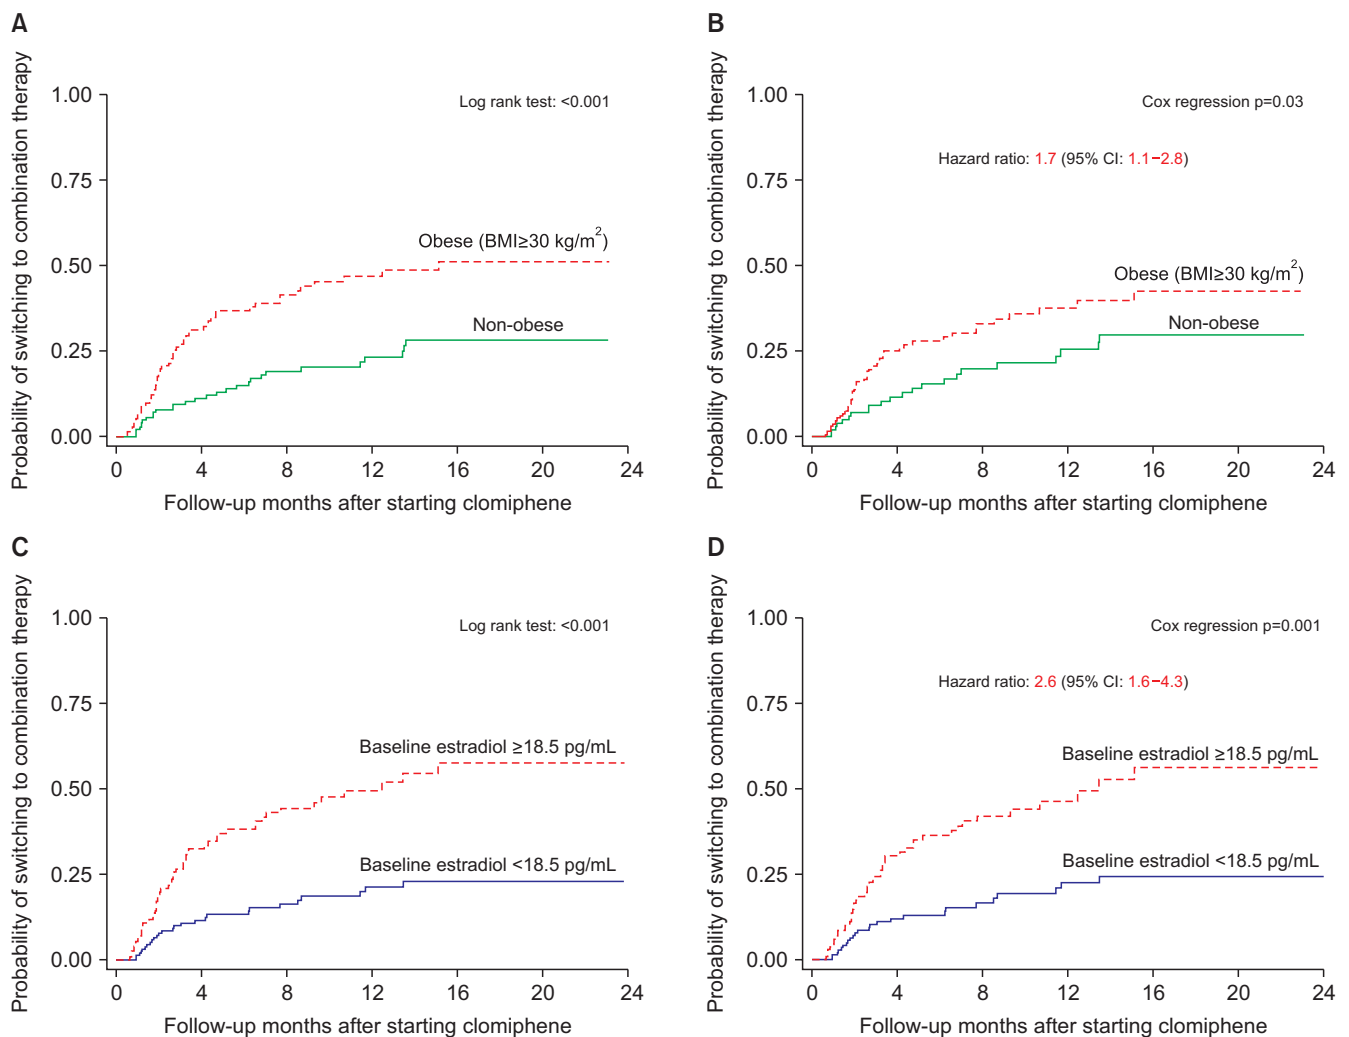 A
Probability of switching to combination therapy
1.00
0.75
0.50
0.25
0.00
Log rank test: <0.001
Obese (BMI≥30 kg/m²)
Non-obese
0 4 8 12 16 20 24
Follow-up months after starting clomiphene
B
Probability of switching to combination therapy
1.00
0.75
0.50
0.25
0.00
Cox regression p=0.03
Hazard ratio: 1.7 (95% CI: 1.1−2.8)
Obese (BMI≥30 kg/m²)
Non-obese
0 4 8 12 16 20 24
Follow-up months after starting clomiphene
C
Probability of switching to combination therapy
1.00
0.75
0.50
0.25
0.00
Log rank test: <0.001
Baseline estradiol ≥18.5 pg/mL
Baseline estradiol <18.5 pg/mL
0 4 8 12 16 20 24
Follow-up months after starting clomiphene
D
Probability of switching to combination therapy
1.00
0.75
0.50
0.25
0.00
Cox regression p=0.001
Hazard ratio: 2.6 (95% CI: 1.6−4.3)
Baseline estradiol ≥18.5 pg/mL
Baseline estradiol <18.5 pg/mL
0 4 8 12 16 20 24
Follow-up months after starting clomiphene